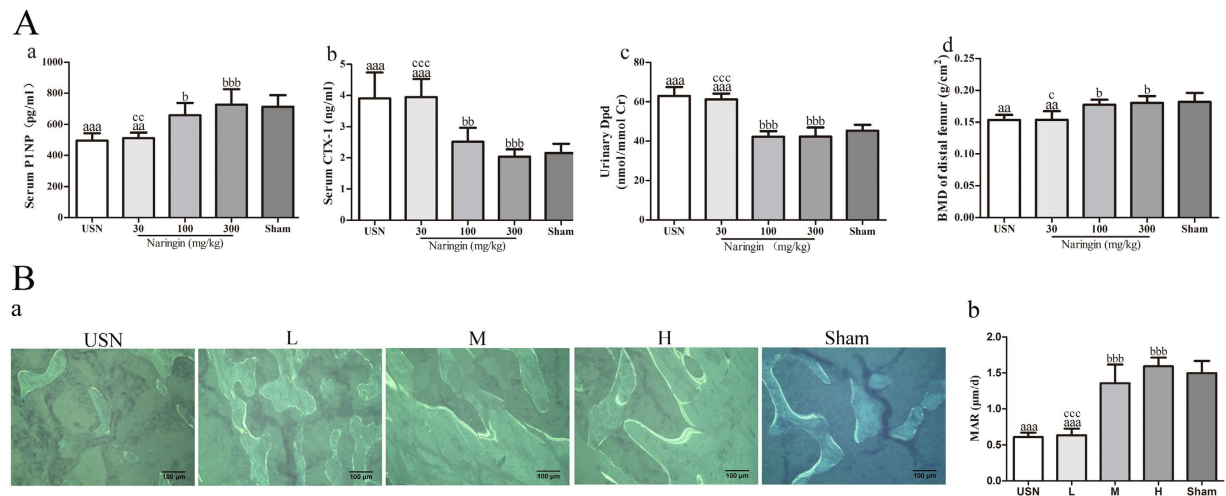 A
a
Serum P1NP (pg/ml)
1000
800
600
400
200
0
aaa
cc
aa
b
bbb
USN
30
100
300
Sham
Naringin (mg/kg)
b
Serum CTX-1 (ng/ml)
5
4
3
2
1
0
aaa
ccc
aaa
bb
bbb
USN
30
100
300
Sham
Naringin (mg/kg)
c
Urinary Dpd
(nmol/mmol Cr)
80
60
40
20
0
aaa
ccc
aaa
bbb
bbb
USN
30
100
300
Sham
Naringin （mg/kg)
d
BMD of distal femur (g/cm²)
0.25
0.20
0.15
0.10
0.05
0.00
aa
c
aa
b
b
USN
30
100
300
Sham
Naringin (mg/kg)
B
a
USN
L
M
H
Sham
100 μm
100 μm
100 μm
100 μm
100 μm
b
MAR (μm/d)
2.0
1.5
1.0
0.5
0.0
aaa
ccc
aaa
bbb
bbb
USN
L
M
H
Sham